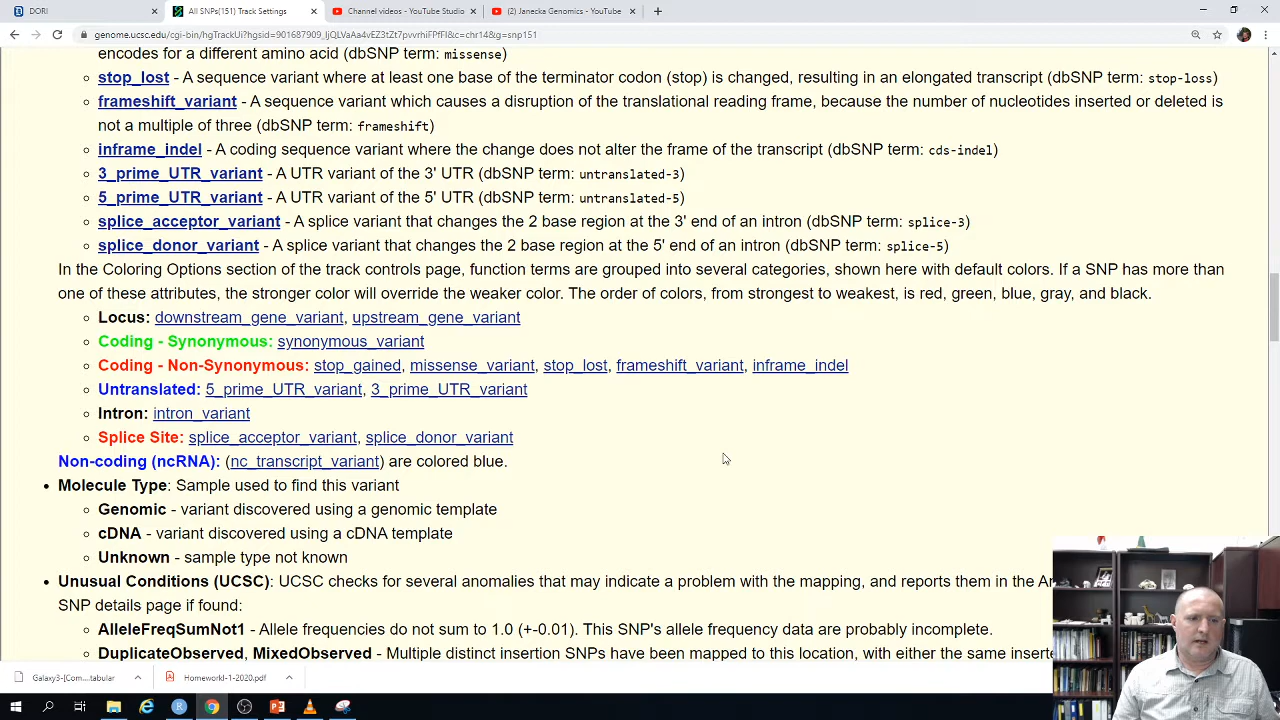 DORI
All SNPs(151) Track Settings
Channel videos - YouTube Studio
(2) Janecka Genomics - YouTube
genome.ucsc.edu/cgi-bin/hgTrackUi?hgsid=901687909_ljQLVaAa4vEZ3tZt7pvvrhiFPfFI&c=chr14&g=snp151
encodes for a different amino acid (dbSNP term: missense)
stop_lost - A sequence variant where at least one base of the terminator codon (stop) is changed, resulting in an elongated transcript (dbSNP term: stop-loss)
frameshift_variant - A sequence variant which causes a disruption of the translational reading frame, because the number of nucleotides inserted or deleted is
not a multiple of three (dbSNP term: frameshift)
inframe_indel - A coding sequence variant where the change does not alter the frame of the transcript (dbSNP term: cds-indel)
3_prime_UTR_variant - A UTR variant of the 3' UTR (dbSNP term: untranslated-3)
5_prime_UTR_variant - A UTR variant of the 5' UTR (dbSNP term: untranslated-5)
splice_acceptor_variant - A splice variant that changes the 2 base region at the 3' end of an intron (dbSNP term: splice-3)
splice_donor_variant - A splice variant that changes the 2 base region at the 5' end of an intron (dbSNP term: splice-5)
In the Coloring Options section of the track controls page, function terms are grouped into several categories, shown here with default colors. If a SNP has more than
one of these attributes, the stronger color will override the weaker color. The order of colors, from strongest to weakest, is red, green, blue, gray, and black.
Locus: downstream_gene_variant, upstream_gene_variant
Coding - Synonymous: synonymous_variant
Coding - Non-Synonymous: stop_gained, missense_variant, stop_lost, frameshift_variant, inframe_indel
Untranslated: 5_prime_UTR_variant, 3_prime_UTR_variant
Intron: intron_variant
Splice Site: splice_acceptor_variant, splice_donor_variant
Non-coding (ncRNA): (nc_transcript_variant) are colored blue.
Molecule Type: Sample used to find this variant
Genomic - variant discovered using a genomic template
cDNA - variant discovered using a cDNA template
Unknown - sample type not known
Unusual Conditions (UCSC): UCSC checks for several anomalies that may indicate a problem with the mapping, and reports them in the An
SNP details page if found:
AlleleFreqSumNot1 - Allele frequencies do not sum to 1.0 (+-0.01). This SNP's allele frequency data are probably incomplete.
DuplicateObserved, MixedObserved - Multiple distinct insertion SNPs have been mapped to this location, with either the same inserte
Galaxy3-[Com....tabular
HomeworkI-1-2020.pdf